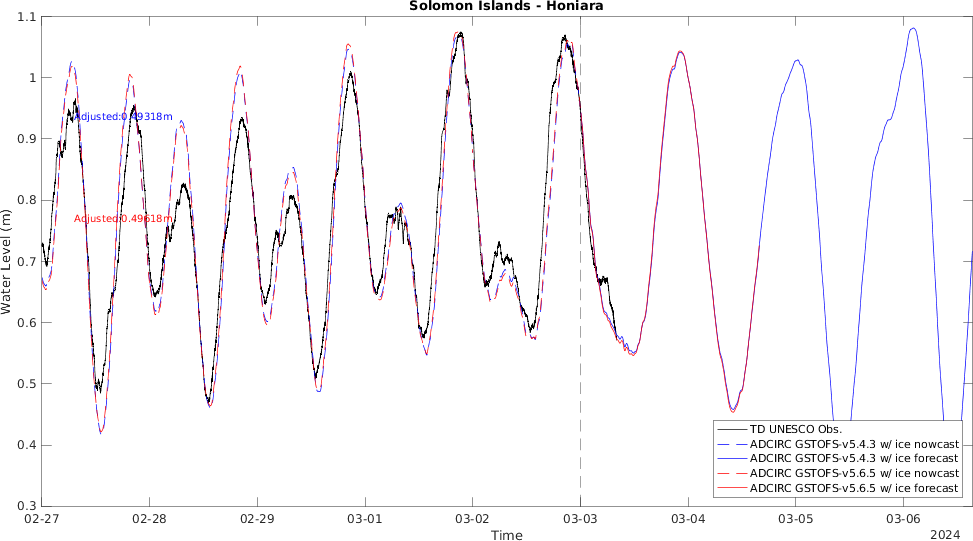 Solomon Islands - Honiara
Water Level (m)
1.1
1
0.9
0.8
0.7
0.6
0.5
0.4
0.3
Adjusted:0.49318m
Adjusted:0.49618m
TD UNESCO Obs.
ADCIRC GSTOFS-v5.4.3 w/ ice nowcast
ADCIRC GSTOFS-v5.4.3 w/ ice forecast
ADCIRC GSTOFS-v5.6.5 w/ ice nowcast
ADCIRC GSTOFS-v5.6.5 w/ ice forecast
02-27 02-28 02-29 03-01 03-02 03-03 03-04 03-05 03-06
Time
2024